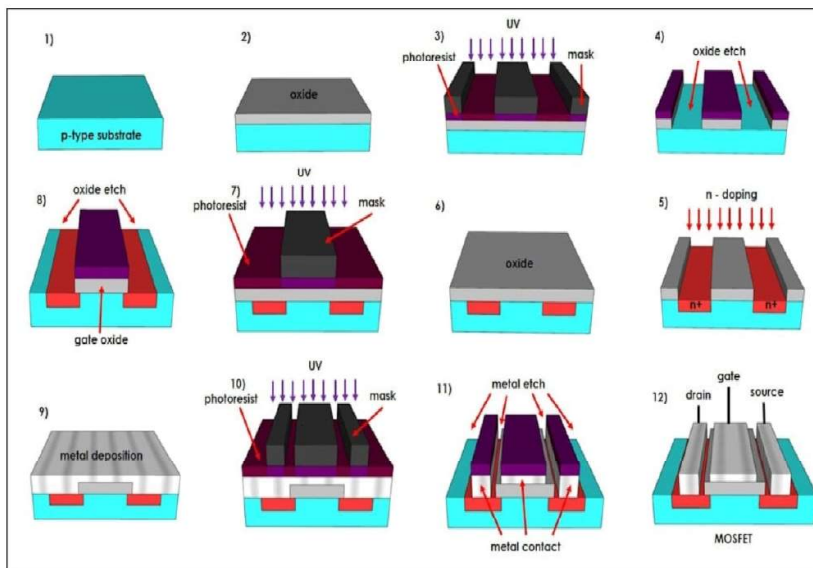 1)
p-type substrate
2)
oxide
3)
UV
photoresist
mask
4)
oxide etch
8)
oxide etch
gate oxide
7)
UV
photoresist
mask
6)
oxide
5)
n - doping
n+
n+
9)
metal deposition
10)
UV
photoresist
mask
11)
metal etch
metal contact
12)
drain
gate
source
MOSFET